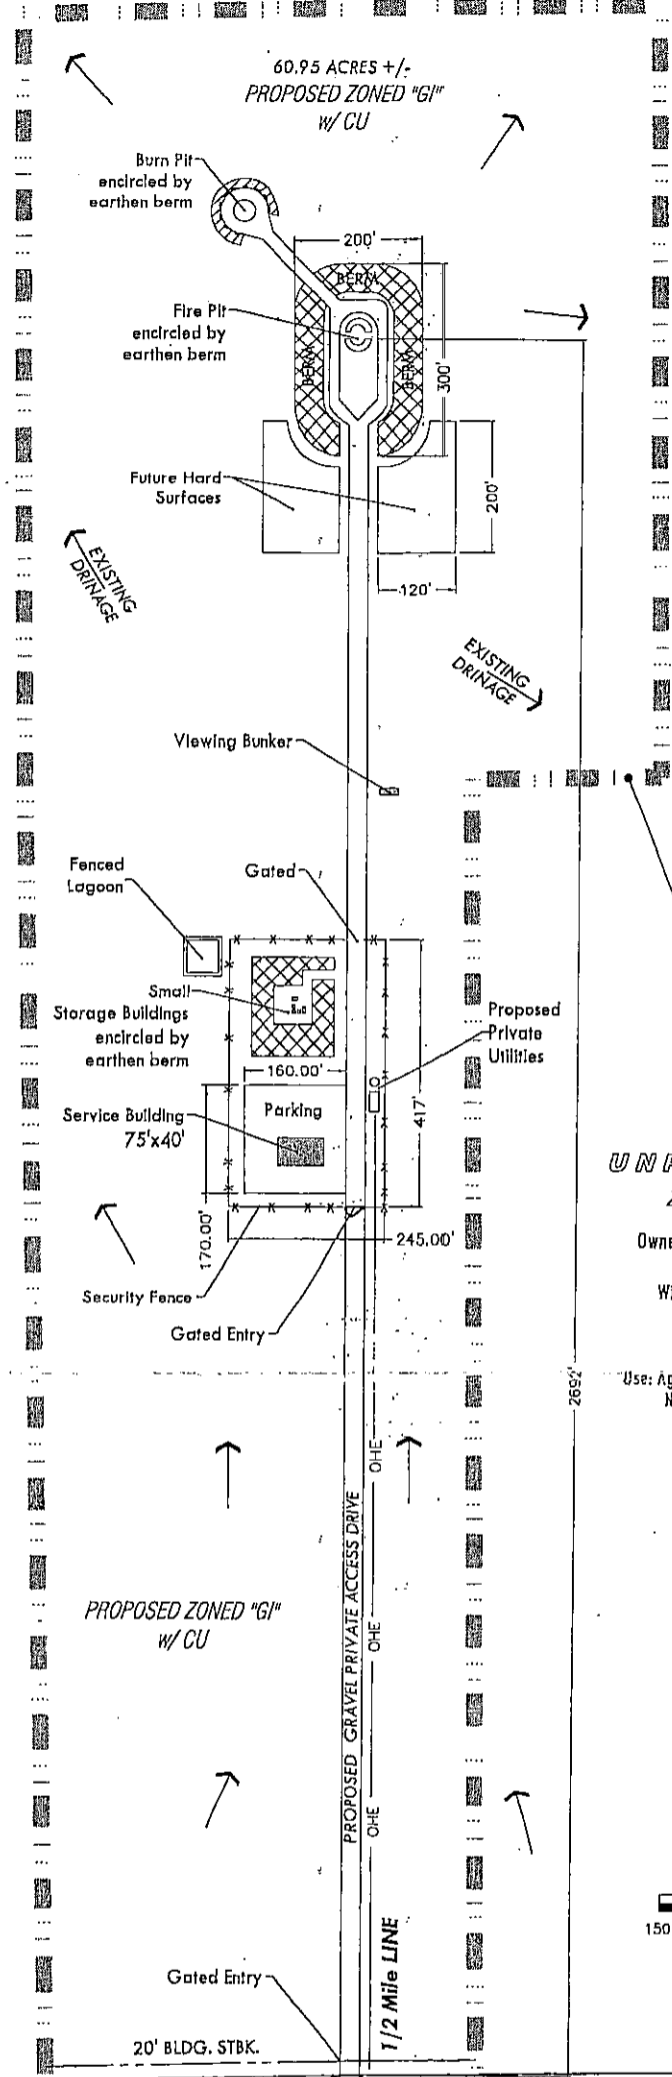 60.95 ACRES +/-
PROPOSED ZONED "GI"
w/ CU
Burn Pit
encircled by
earthen berm
200'
BERM
Fire Pit
encircled by
earthen berm
BERM
BERM
300'
Future Hard
Surfaces
200'
120'
EXISTING
DRINAGE
EXISTING
DRINAGE
Viewing Bunker
Fenced
Lagoon
Gated
Small
Storage Buildings
encircled by
earthen berm
Proposed
Private
Utilities
160.00'
Parking
417'
Service Building
75'x40'
170.00'
245.00'
Security Fence
Gated Entry
UNP
Owne
W
2692'
Use: Ag
N
OHE
PROPOSED GRAVEL PRIVATE ACCESS DRIVE
PROPOSED ZONED "GI"
w/ CU
OHE
OHE
150
1/2 Mile LINE
Gated Entry
20' BLDG. STBK.